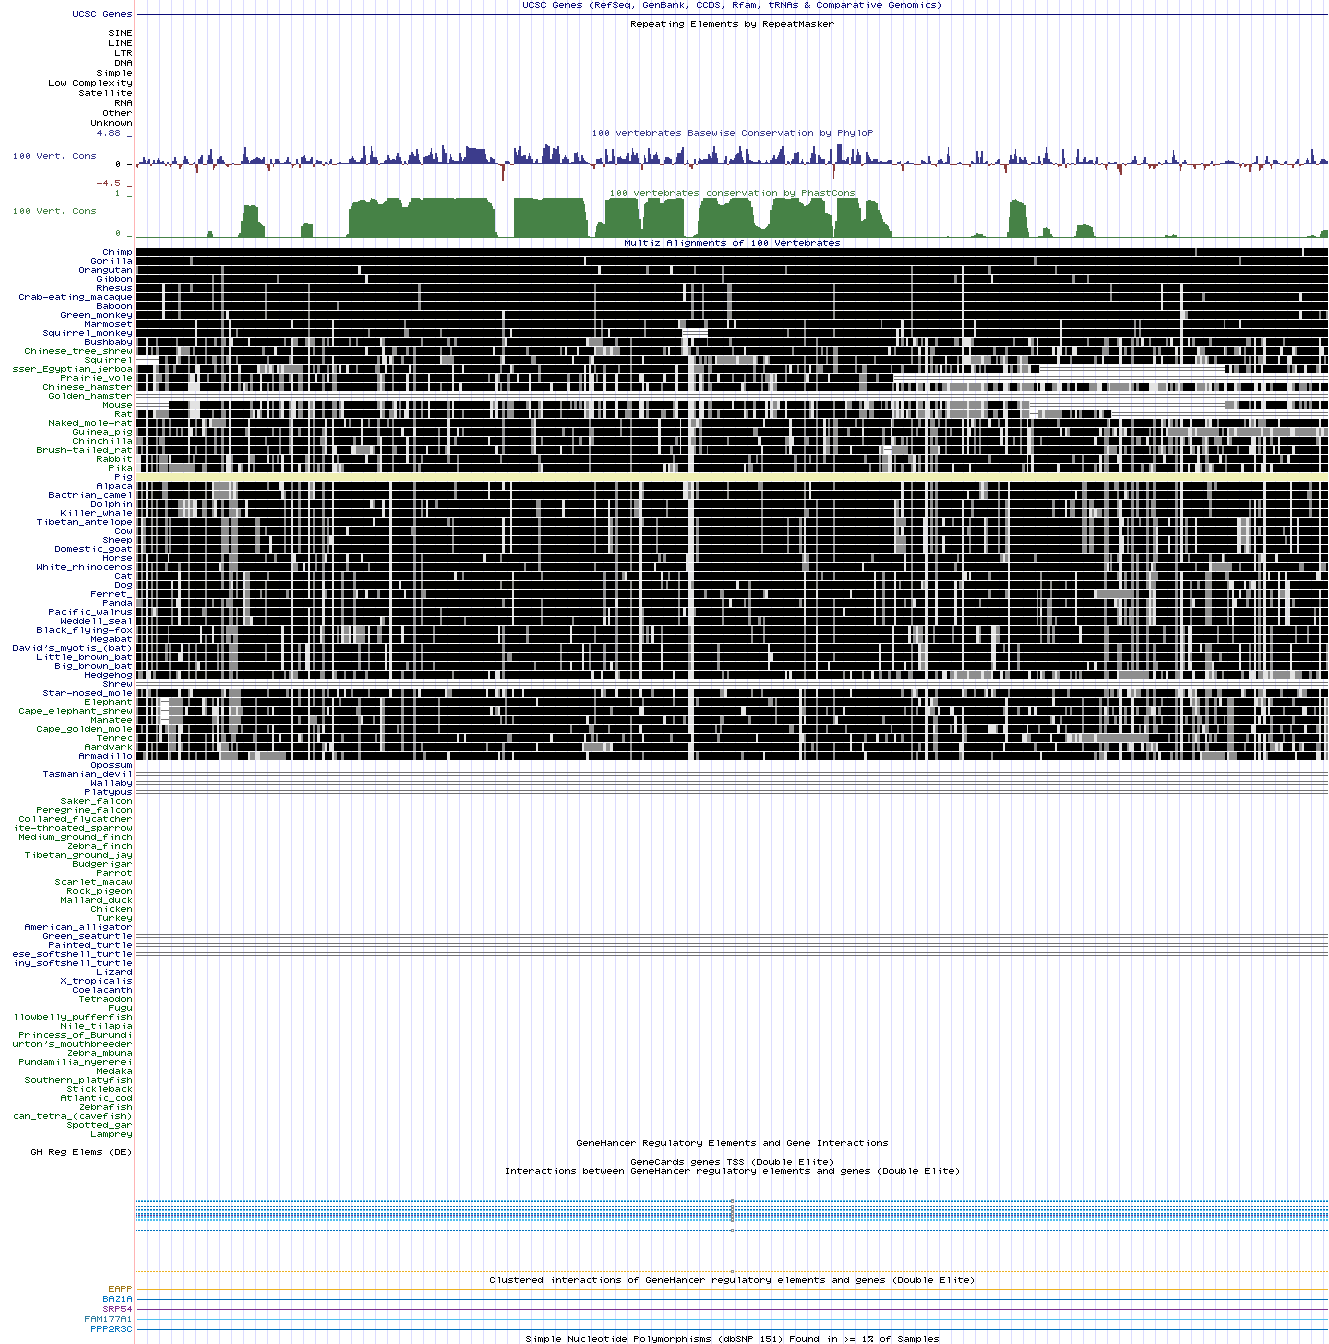 UCSC Genes (RefSeq, GenBank, CCDS, Rfam, tRNAs & Comparative Genomics)
UCSC Genes
Repeating Elements by RepeatMasker
SINE
LINE
LTR
DNA
Simple
Low Complexity
Satellite
RNA
Other
Unknown
100 vertebrates Basewise Conservation by PhyloP
4.88 _
100 Vert. Cons
0 _
-4.5 _
100 vertebrates conservation by PhastCons
1 _
100 Vert. Cons
0 _
Multiz Alignments of 100 Vertebrates
Chimp
Gorilla
Orangutan
Gibbon
Rhesus
Crab-eating_macaque
Baboon
Green_monkey
Marmoset
Squirrel_monkey
Bushbaby
Chinese_tree_shrew
Squirrel
sser_Egyptian_jerboa
Prairie_vole
Chinese_hamster
Golden_hamster
Mouse
Rat
Naked_mole-rat
Guinea_pig
Chinchilla
Brush-tailed_rat
Rabbit
Pika
Pig
Alpaca
Bactrian_camel
Dolphin
Killer_whale
Tibetan_antelope
Cow
Sheep
Domestic_goat
Horse
White_rhinoceros
Cat
Dog
Ferret_
Panda
Pacific_walrus
Weddell_seal
Black_flying-fox
Megabat
David's_myotis_(bat)
Little_brown_bat
Big_brown_bat
Hedgehog
Shrew
Star-nosed_mole
Elephant
Cape_elephant_shrew
Manatee
Cape_golden_mole
Tenrec
Aardvark
Armadillo
Opossum
Tasmanian_devil
Wallaby
Platypus
Saker_falcon
Peregrine_falcon
Collared_flycatcher
ite-throated_sparrow
Medium_ground_finch
Zebra_finch
Tibetan_ground_jay
Budgerigar
Parrot
Scarlet_macaw
Rock_pigeon
Mallard_duck
Chicken
Turkey
American_alligator
Green_seaturtle
Painted_turtle
ese_softshell_turtle
iny_softshell_turtle
Lizard
X_tropicalis
Coelacanth
Tetraodon
Fugu
llowbelly_pufferfish
Nile_tilapia
Princess_of_Burundi
urton's_mouthbreeder
Zebra_mbuna
Pundamilia_nyererei
Medaka
Southern_platyfish
Stickleback
Atlantic_cod
Zebrafish
can_tetra_(cavefish)
Spotted_gar
Lamprey
GeneHancer Regulatory Elements and Gene Interactions
GH Reg Elems (DE)
GeneCards genes TSS (Double Elite)
Interactions between GeneHancer regulatory elements and genes (Double Elite)
Clustered interactions of GeneHancer regulatory elements and genes (Double Elite)
EAPP
BAZ1A
SRP54
FAM177A1
PPP2R3C
Simple Nucleotide Polymorphisms (dbSNP 151) Found in >= 1% of Samples